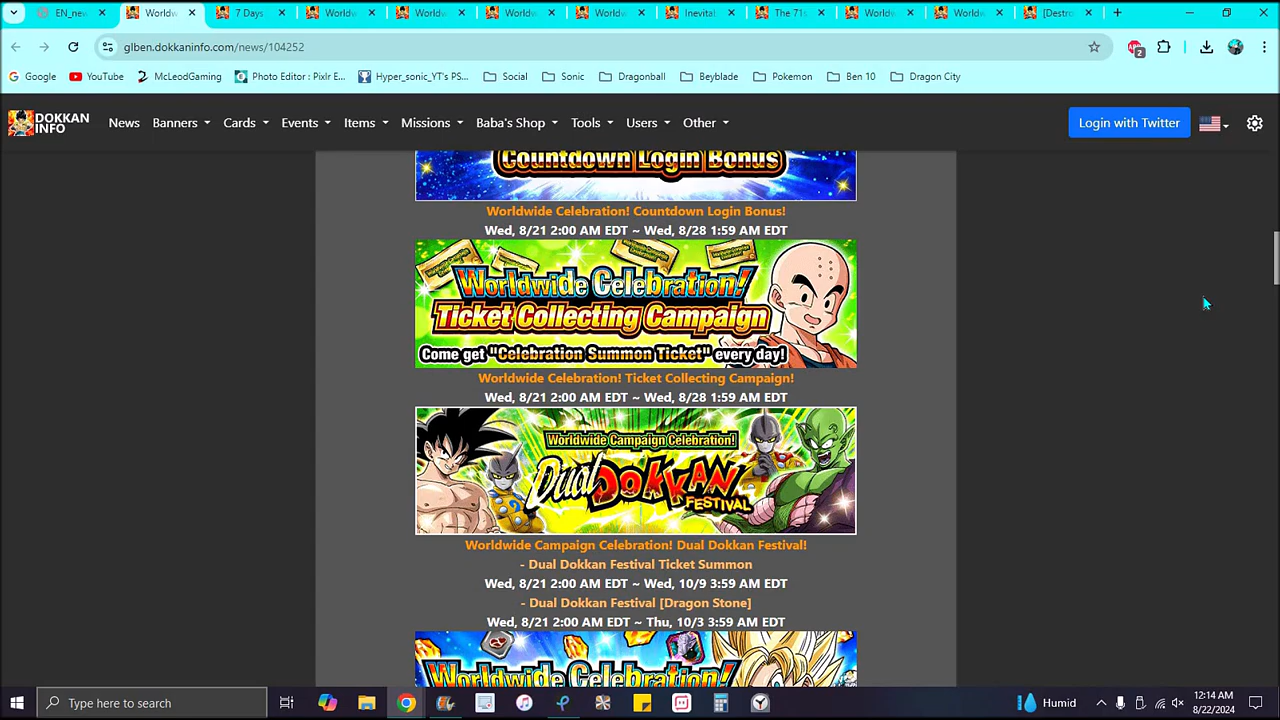 EN_nev
Worldw
7 Days
Worldw
Worldw
Worldw
Worldw
Inevital
The 71s
Worldw
Worldw
[Destro
glben.dokkaninfo.com/news/104252
2
Google
YouTube
McLeodGaming
Photo Editor : Pixlr E...
Hyper_sonic_YT's PS...
Social
Sonic
Dragonball
Beyblade
Pokemon
Ben 10
Dragon City
DOKKAN
INFO
News
Banners
Cards
Events
Items
Missions
Baba's Shop
Tools
Users
Other
Login with Twitter
Countdown Login Bonus
Worldwide Celebration! Countdown Login Bonus!
Wed, 8/21 2:00 AM EDT ~ Wed, 8/28 1:59 AM EDT
Worldwide Celebration!
Ticket Collecting Campaign
Come get "Celebration Summon Ticket" every day!
Worldwide Celebration! Ticket Collecting Campaign!
Wed, 8/21 2:00 AM EDT ~ Wed, 8/28 1:59 AM EDT
Worldwide Campaign Celebration!
Dual DOKKAN
FESTIVAL
Worldwide Campaign Celebration! Dual Dokkan Festival!
- Dual Dokkan Festival Ticket Summon
Wed, 8/21 2:00 AM EDT ~ Wed, 10/9 3:59 AM EDT
- Dual Dokkan Festival [Dragon Stone]
Wed, 8/21 2:00 AM EDT ~ Thu, 10/3 3:59 AM EDT
Worldwide Celebration!
Type here to search
Humid
12:14 AM
8/22/2024